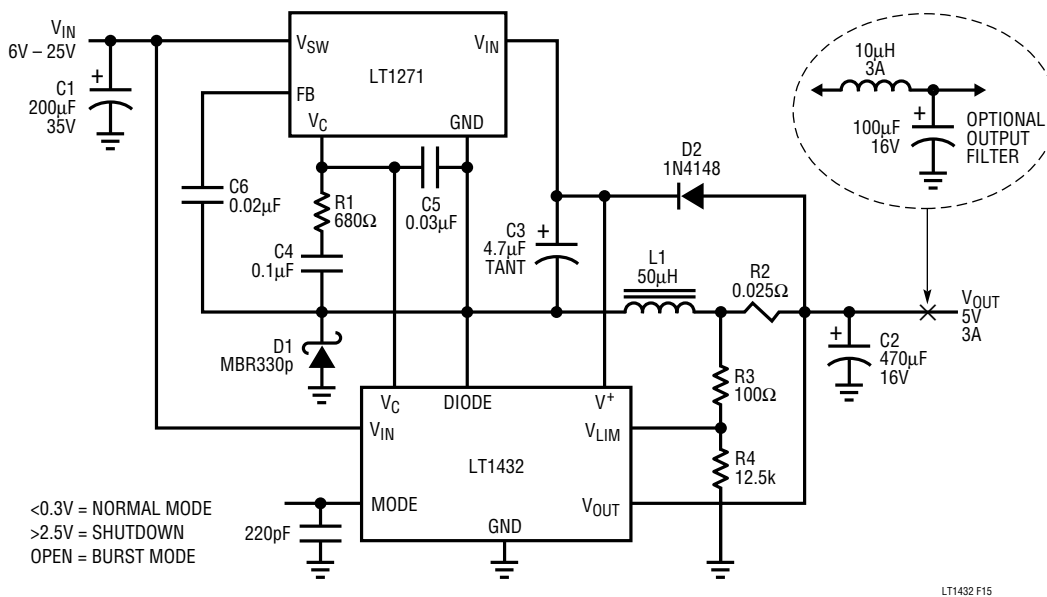 VIN
6V – 25V
+
C1
200µF
35V
VSW
VIN
LT1271
FB
VC
GND
C6
0.02µF
R1
680Ω
C5
0.03µF
C4
0.1µF
D2
1N4148
C3
+
4.7µF
TANT
L1
50µH
R2
0.025Ω
10µH
3A
+
100µF
16V
OPTIONAL
OUTPUT
FILTER
VOUT
5V
3A
+
C2
470µF
16V
D1
MBR330p
R3
100Ω
R4
12.5k
VC
DIODE
V+
VIN
VLIM
LT1432
MODE
VOUT
GND
220pF
<0.3V = NORMAL MODE
>2.5V = SHUTDOWN
OPEN = BURST MODE
LT1432 F15